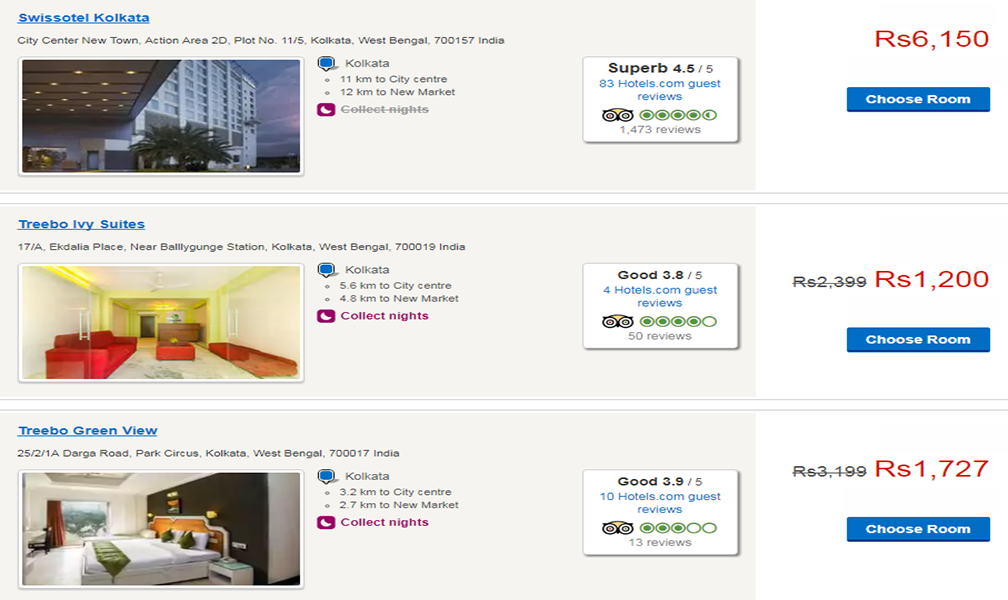 Swissotel Kolkata
City Center New Town, Action Area 2D, Plot No. 11/5, Kolkata, West Bengal, 700157 India
Kolkata
11 km to City centre
12 km to New Market
Collect nights
Superb 4.5 / 5
83 Hotels.com guest
reviews
1,473 reviews
Rs6,150
Choose Room
Treebo Ivy Suites
17/A, Ekdalia Place, Near Balllygunge Station, Kolkata, West Bengal, 700019 India
Kolkata
5.6 km to City centre
4.8 km to New Market
Collect nights
Good 3.8 / 5
4 Hotels.com guest
reviews
50 reviews
Rs2,399 Rs1,200
Choose Room
Treebo Green View
25/2/1A Darga Road, Park Circus, Kolkata, West Bengal, 700017 India
Kolkata
3.2 km to City centre
2.7 km to New Market
Collect nights
Good 3.9 / 5
10 Hotels.com guest
reviews
13 reviews
Rs3,199 Rs1,727
Choose Room